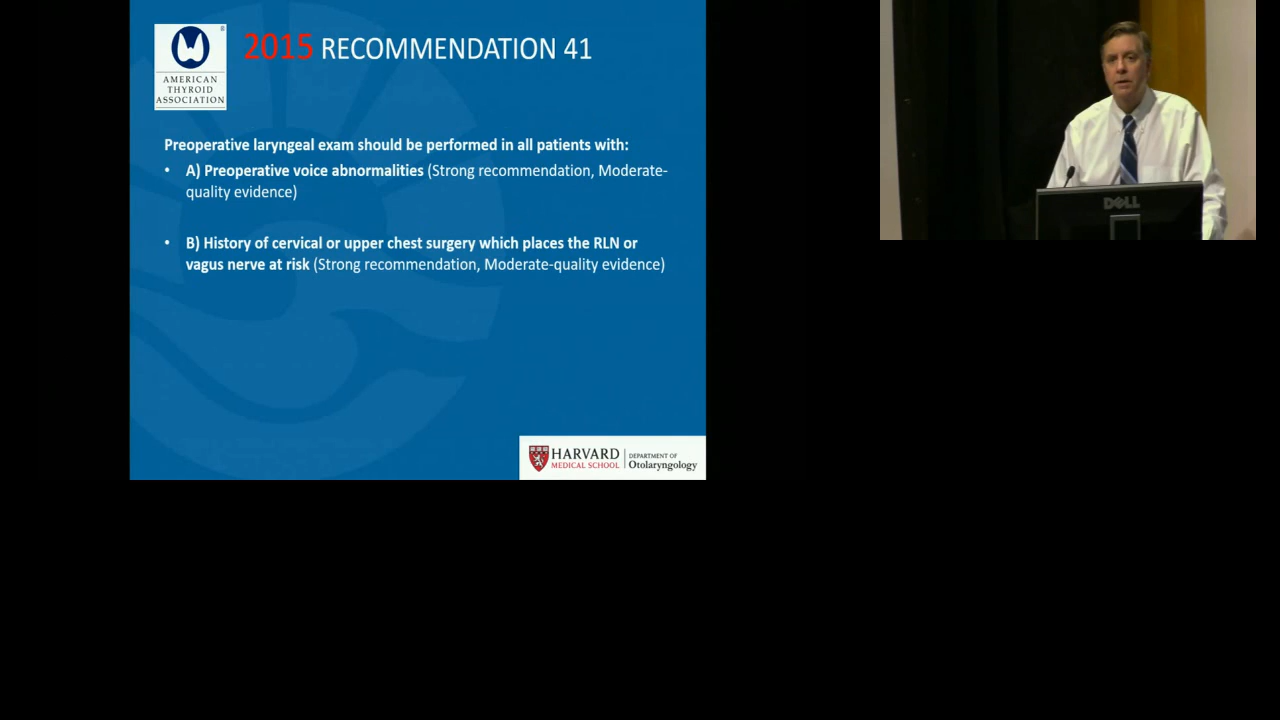 2015 RECOMMENDATION 41
AMERICAN
THYROID
ASSOCIATION
Preoperative laryngeal exam should be performed in all patients with:
• A) Preoperative voice abnormalities (Strong recommendation, Moderate-
quality evidence)
• B) History of cervical or upper chest surgery which places the RLN or
vagus nerve at risk (Strong recommendation, Moderate-quality evidence)
HARVARD
MEDICAL SCHOOL
DEPARTMENT OF
Otolaryngology
DELL